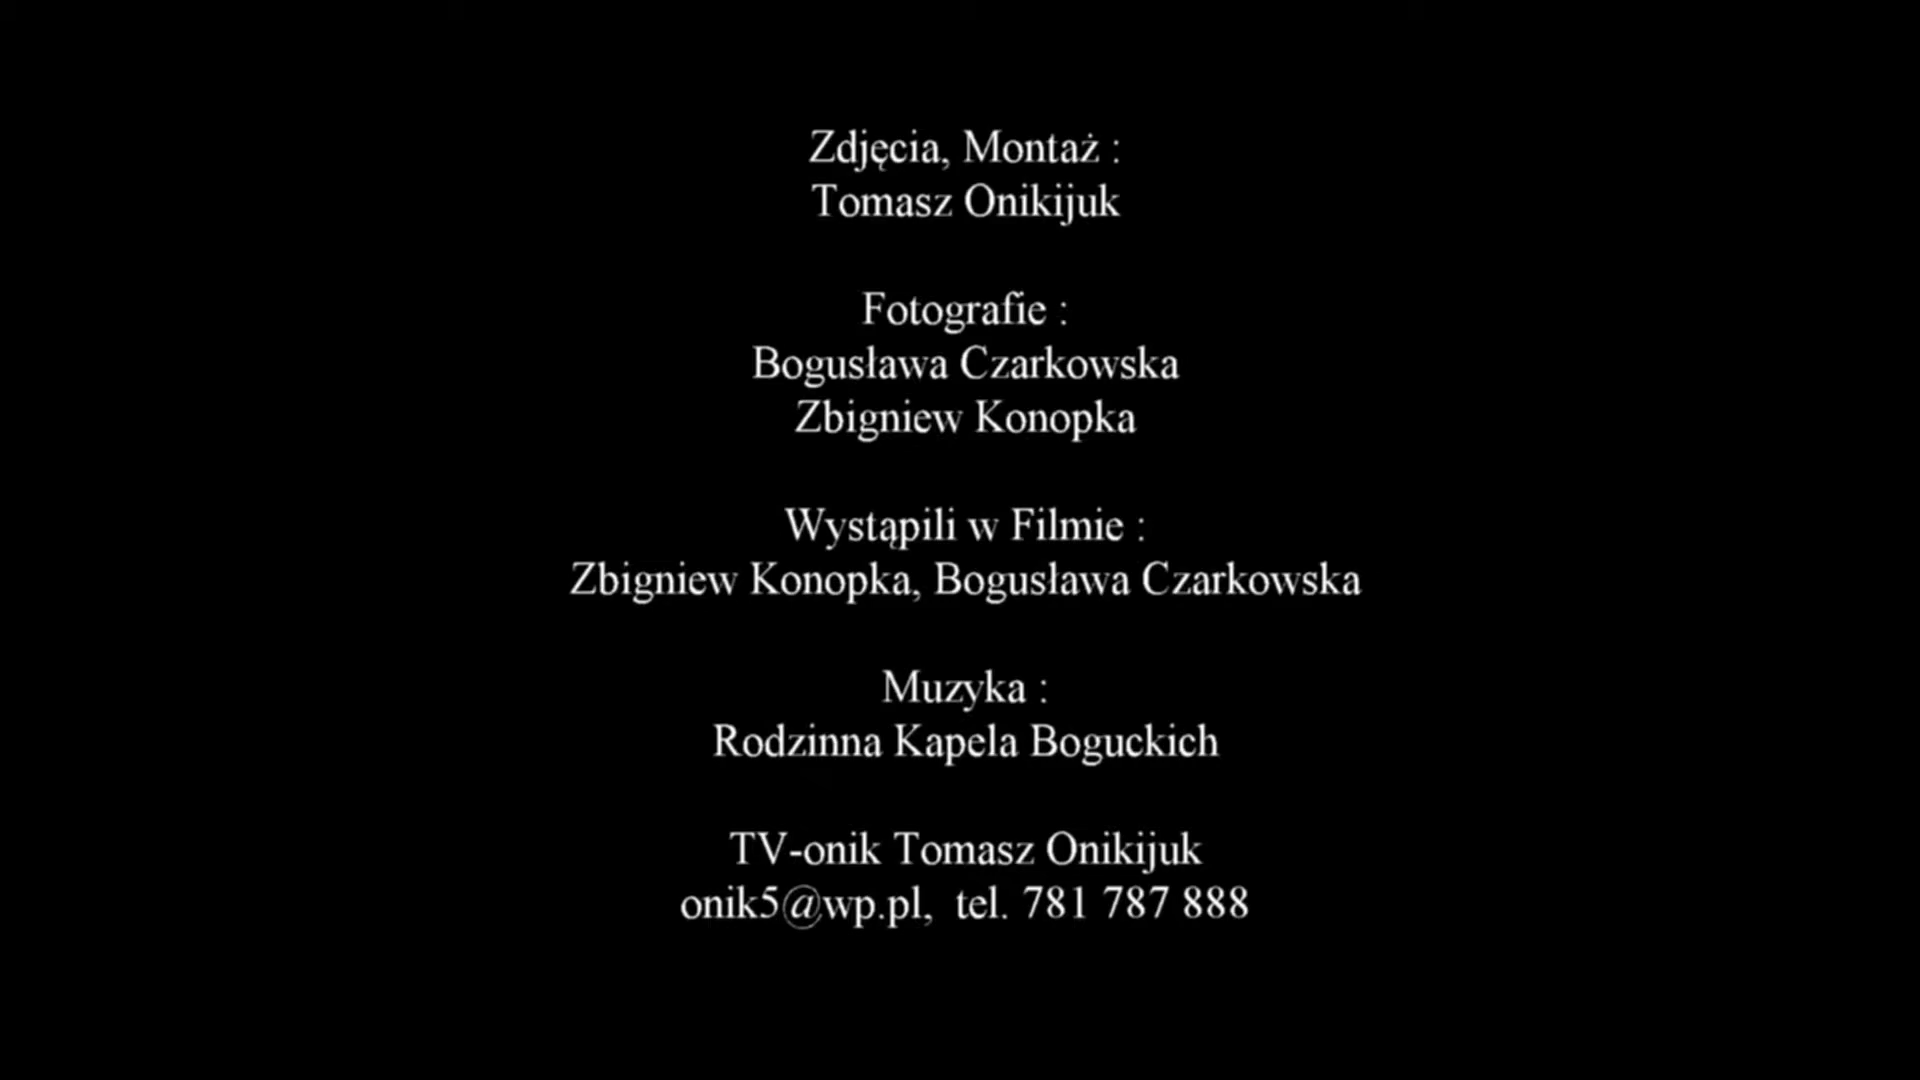 Zdjęcia, Montaż :
Tomasz Onikijuk
Fotografie :
Bogusława Czarkowska
Zbigniew Konopka
Wystąpili w Filmie :
Zbigniew Konopka, Bogusława Czarkowska
Muzyka :
Rodzinna Kapela Boguckich
TV-onik Tomasz Onikijuk
onik5@wp.pl,  tel. 781 787 888